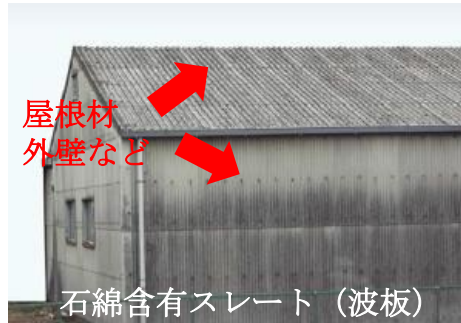 屋根材
外壁など
石綿含有スレート（波板）